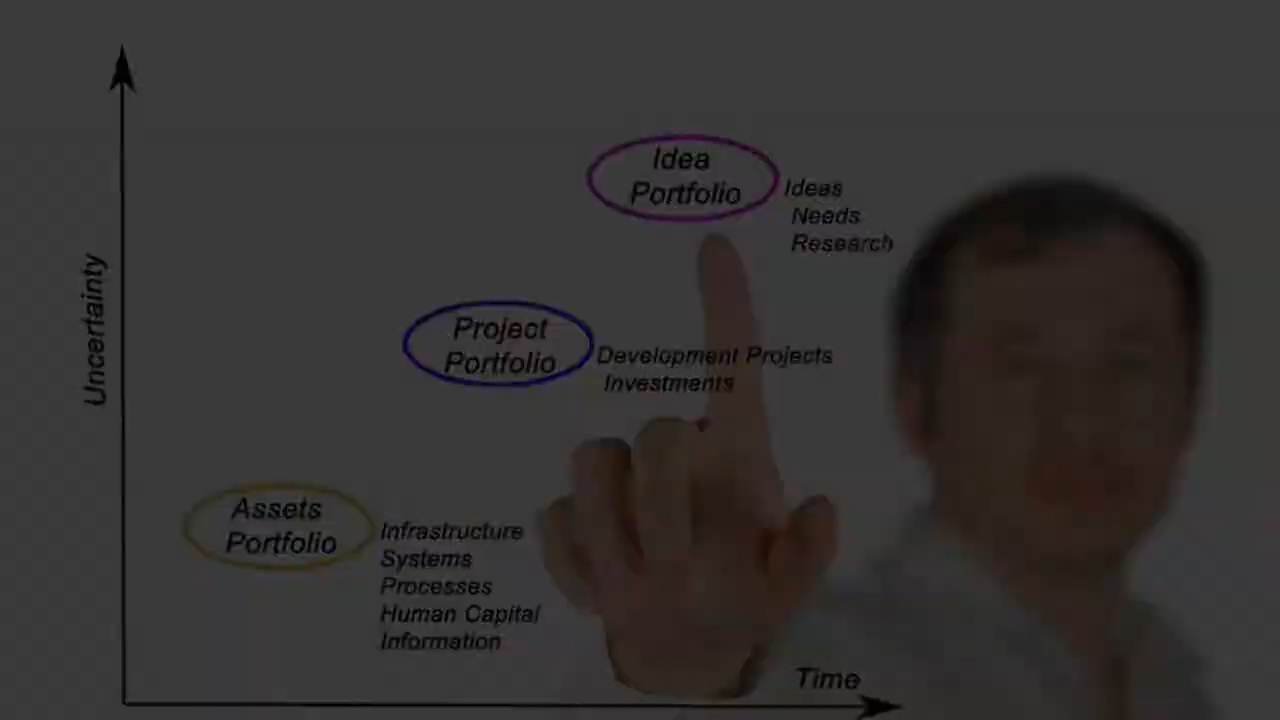 Uncertainty
Idea
Portfolio
Ideas
Needs
Research
Project
Portfolio
Development Projects
Investments
Assets
Portfolio
Infrastructure
Systems
Processes
Human Capital
Information
Time